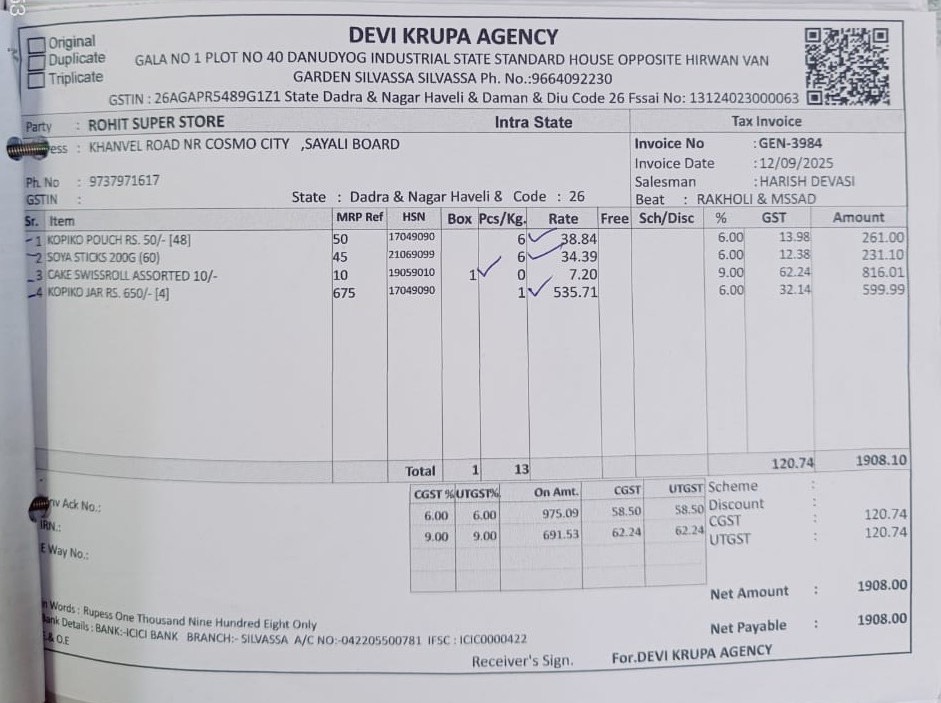 Original
Duplicate
Triplicate
DEVI KRUPA AGENCY
GALA NO 1 PLOT NO 40 DANUDYOG INDUSTRIAL STATE STANDARD HOUSE OPPOSITE HIRWAN VAN
GARDEN SILVASSA SILVASSA Ph. No.:9664092230
GSTIN : 26AGAPR5489G1Z1 State Dadra & Nagar Haveli & Daman & Diu Code 26 Fssai No: 13124023000063
Party : ROHIT SUPER STORE Intra State Tax Invoice
ess : KHANVEL ROAD NR COSMO CITY ,SAYALI BOARD Invoice No : GEN-3984
Invoice Date : 12/09/2025
Ph. No : 9737971617 Salesman : HARISH DEVASI
GSTIN : State : Dadra & Nagar Haveli & Code : 26 Beat : RAKHOLI & MSSAD
Sr. Item MRP Ref HSN Box Pcs/Kg. Rate Free Sch/Disc % GST Amount
1 KOPIKO POUCH RS. 50/- [48] 50 17049090 6 38.84 6.00 13.98 261.00
2 SOYA STICKS 200G (60) 45 21069099 6 34.39 6.00 12.38 231.10
3 CAKE SWISSROLL ASSORTED 10/- 10 19059010 1 0 7.20 9.00 62.24 816.01
4 KOPIKO JAR RS. 650/- [4] 675 17049090 1 535.71 6.00 32.14 599.99
Total 1 13 120.74 1908.10
CGST % UTGST% On Amt. CGST UTGST
6.00 6.00 975.09 58.50 58.50
9.00 9.00 691.53 62.24 62.24
Scheme :
Discount :
CGST : 120.74
UTGST : 120.74
nv Ack No.:
IRN.:
E Way No.:
Net Amount : 1908.00
n Words : Rupess One Thousand Nine Hundred Eight Only
ank Details : BANK:-ICICI BANK BRANCH:- SILVASSA A/C NO:-042205500781 IFSC : ICIC0000422
Net Payable : 1908.00
& O.E
Receiver's Sign. For.DEVI KRUPA AGENCY